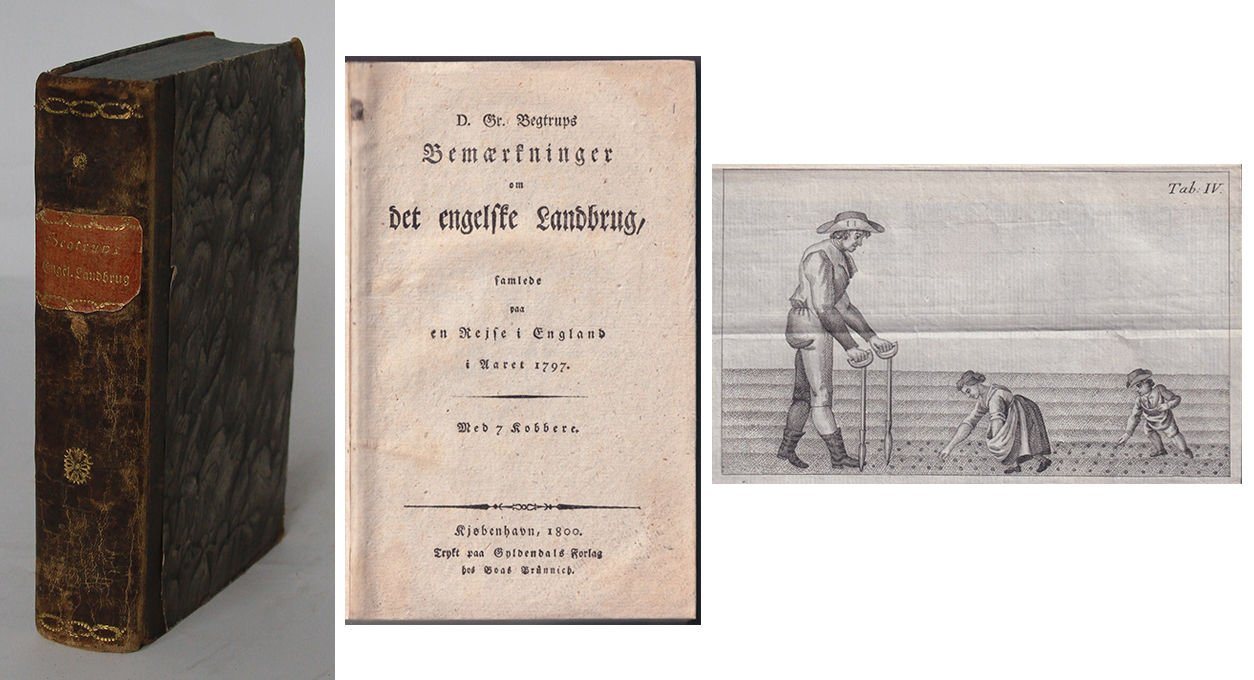 Begtrups
Engel. Landbrug
D. Gr. Begtrups
Bemærkninger
om
det engelske Landbrug,
samlede
paa
en Rejse i England
i Aaret 1797.
Med 7 Kobbere.
Kjøbenhavn, 1800.
Trykt paa Gyldendals Forlag
hos Boas Brünnich.
Tab. IV.